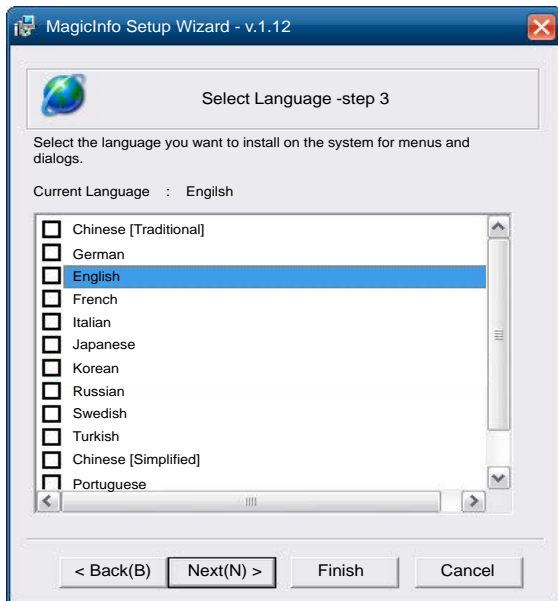 MagicInfo Setup Wizard - v.1.12
Select Language -step 3
Select the language you want to install on the system for menus and
dialogs.
Current Language : Engilsh
Chinese [Traditional]
German
English
French
Italian
Japanese
Korean
Russian
Swedish
Turkish
Chinese [Simplified]
Portuguese
< Back(B) Next(N) > Finish Cancel